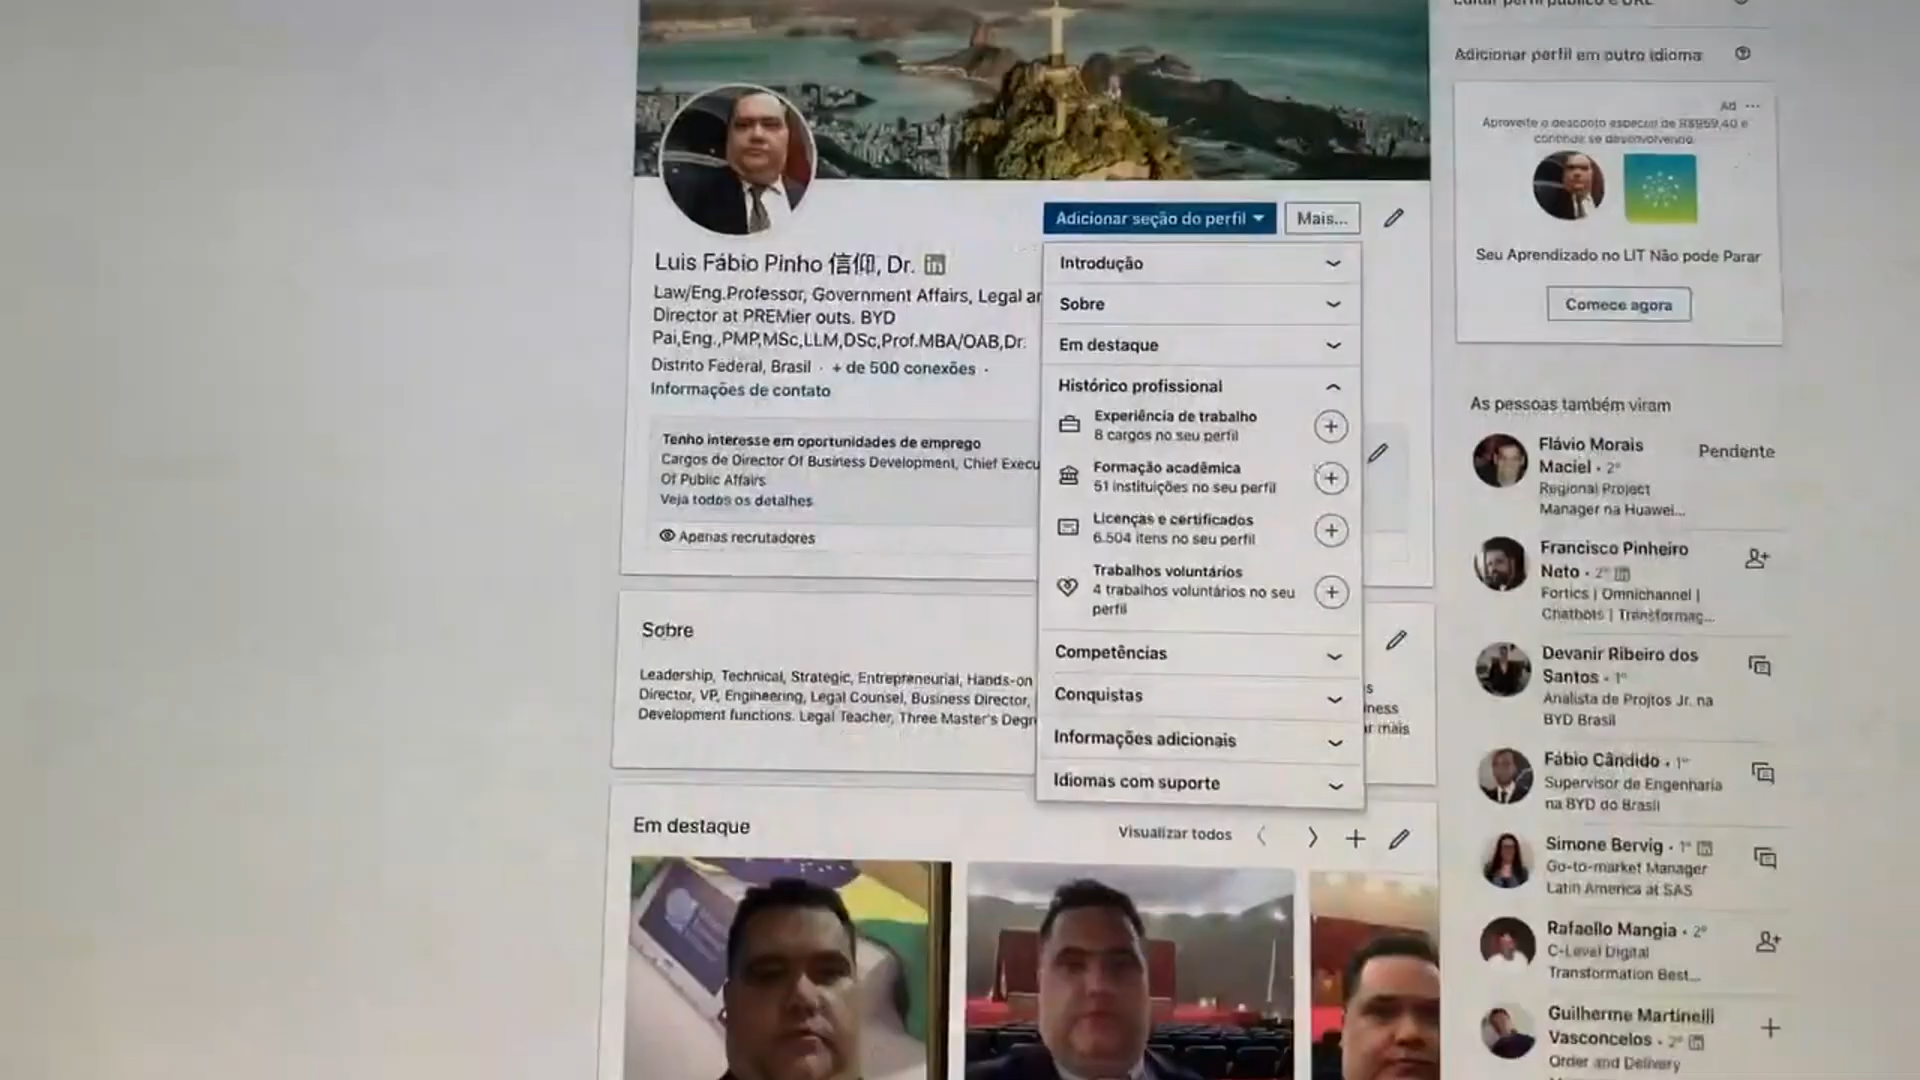 Adicionar perfil em outro idioma
Ad
Aproveite o desconto especial de R$959,40 e
continue se desenvolvendo.
Seu Aprendizado no LIT Não pode Parar
Comece agora
Adicionar seção do perfil
Mais...
Luis Fábio Pinho 信仰, Dr.
Law/Eng.Professor, Government Affairs, Legal an
Director at PREMier outs. BYD
Pai,Eng.,PMP,MSc,LLM,DSc,Prof.MBA/OAB,Dr.
Distrito Federal, Brasil · + de 500 conexões ·
Informações de contato
Tenho interesse em oportunidades de emprego
Cargos de Director Of Business Development, Chief Execu
Of Public Affairs
Veja todos os detalhes
Apenas recrutadores
Introdução
Sobre
Em destaque
Histórico profissional
Experiência de trabalho
8 cargos no seu perfil
Formação acadêmica
51 instituições no seu perfil
Licenças e certificados
6.504 itens no seu perfil
Trabalhos voluntários
4 trabalhos voluntários no seu
perfil
Competências
Conquistas
Informações adicionais
Idiomas com suporte
Sobre
Leadership, Technical, Strategic, Entrepreneurial, Hands-on
Director, VP, Engineering, Legal Counsel, Business Director,
Development functions. Legal Teacher, Three Master's Degr
s
iness
r mais
Em destaque
Visualizar todos
As pessoas também viram
Flávio Morais
Maciel · 2º
Pendente
Regional Project
Manager na Huawei...
Francisco Pinheiro
Neto · 2º
Fortics | Omnichannel |
Chatbots | Transformaç...
Devanir Ribeiro dos
Santos · 1º
Analista de Projtos Jr. na
BYD Brasil
Fábio Cândido · 1º
Supervisor de Engenharia
na BYD do Brasil
Simone Bervig · 1º
Go-to-market Manager
Latin America at SAS
Rafaello Mangia · 2º
C-Level Digital
Transformation Best...
Guilherme Martinelli
Vasconcelos · 2º
Order and Delivery